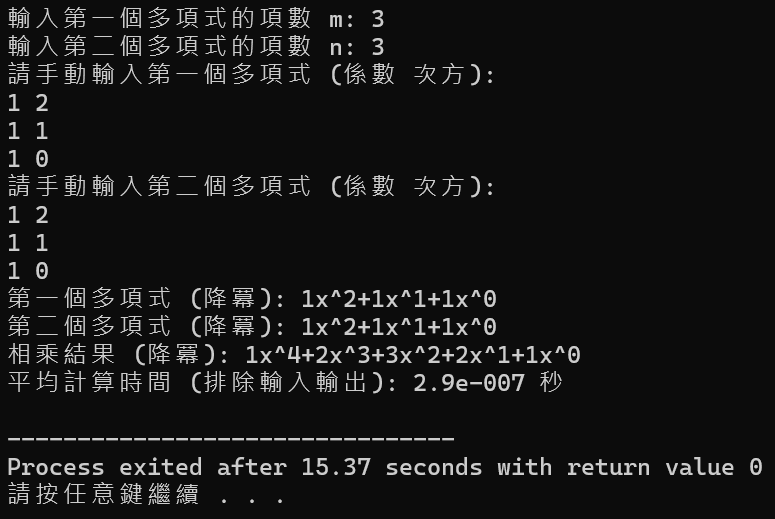 輸入第一個多項式的項數 m: 3
輸入第二個多項式的項數 n: 3
請手動輸入第一個多項式 (係數 次方):
1 2
1 1
1 0
請手動輸入第二個多項式 (係數 次方):
1 2
1 1
1 0
第一個多項式 (降冪): 1x^2+1x^1+1x^0
第二個多項式 (降冪): 1x^2+1x^1+1x^0
相乘結果 (降冪): 1x^4+2x^3+3x^2+2x^1+1x^0
平均計算時間 (排除輸入輸出): 2.9e-007 秒
--------------------------------
Process exited after 15.37 seconds with return value 0
請按任意鍵繼續 . . .